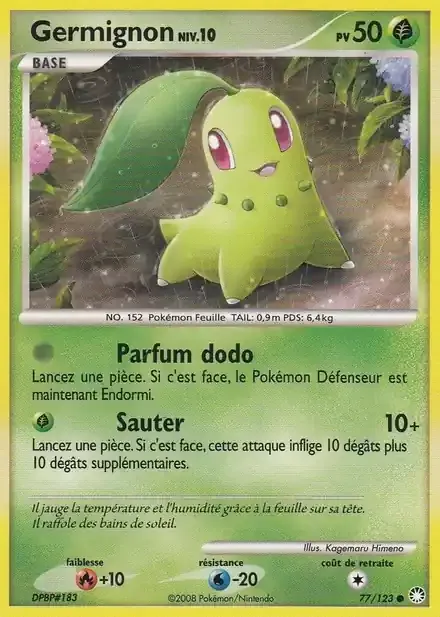 Germignon NIV.10 PV 50
BASE
NO. 152 Pokémon Feuille TAIL: 0,9m PDS: 6,4kg
Parfum dodo
Lancez une pièce. Si c'est face, le Pokémon Défenseur est
maintenant Endormi.
Sauter 10+
Lancez une pièce. Si c'est face, cette attaque inflige 10 dégâts plus
10 dégâts supplémentaires.
Il jauge la température et l'humidité grâce à la feuille sur sa tête.
Il raffole des bains de soleil.
Illus. Kagemaru Himeno
faiblesse résistance coût de retraite
+10 -20
DPBP#183 ©2008 Pokémon/Nintendo 77/123